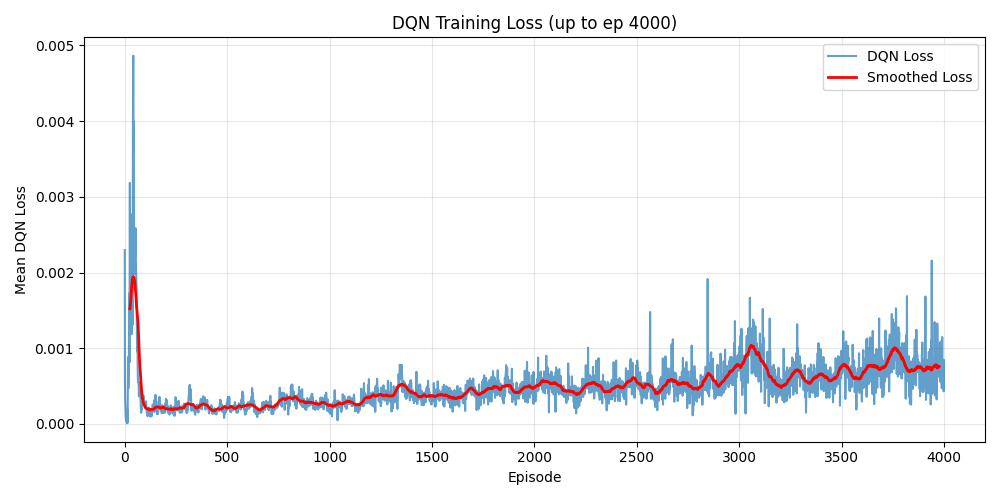 DQN Training Loss (up to ep 4000)
DQN Loss
Smoothed Loss
Mean DQN Loss
0.005
0.004
0.003
0.002
0.001
0.000
0 500 1000 1500 2000 2500 3000 3500 4000
Episode